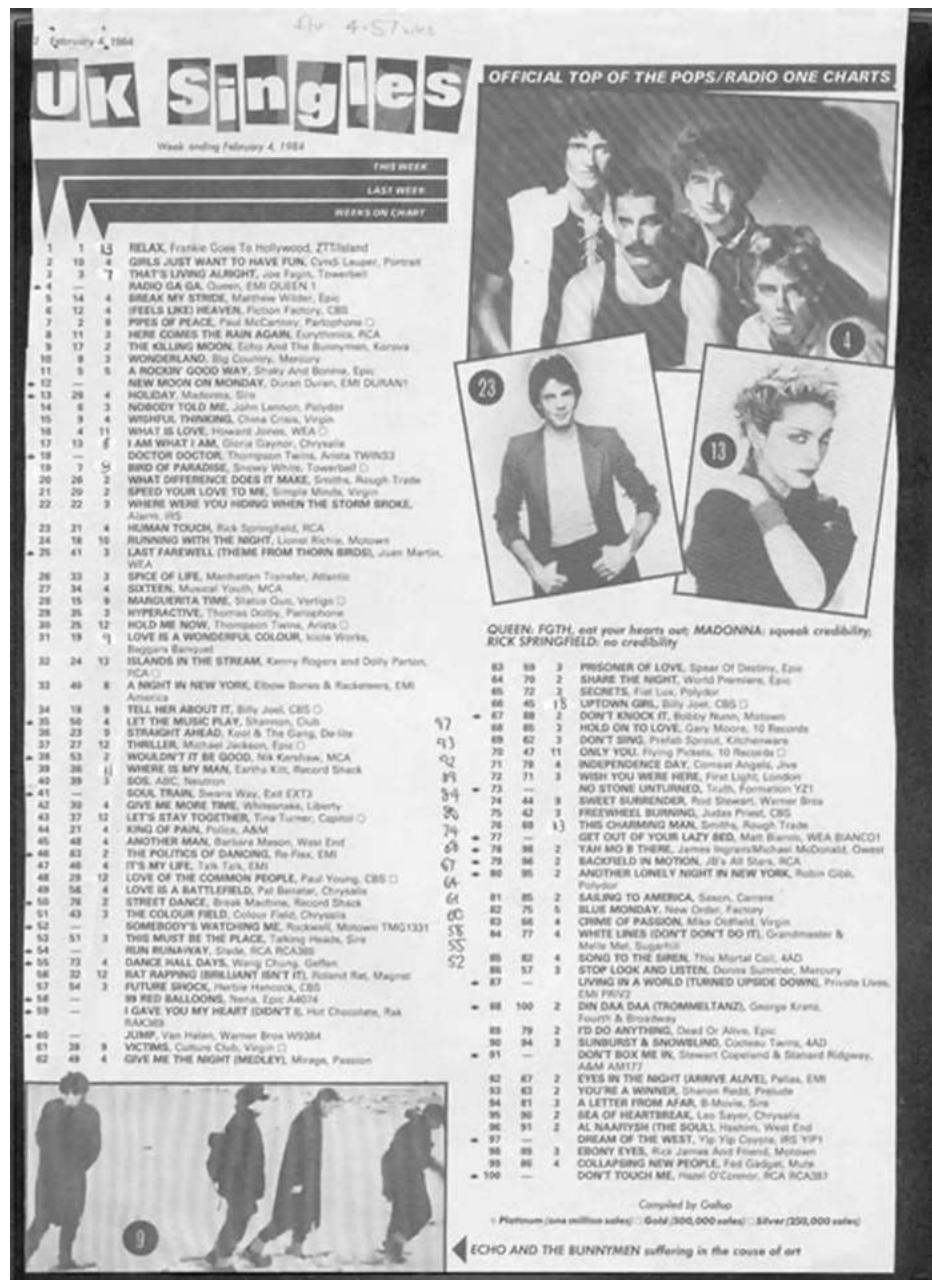 February 4, 1984
UK Singles
Week ending February 4, 1984
THIS WEEK
LAST WEEK
WEEKS ON CHART
OFFICIAL TOP OF THE POPS/RADIO ONE CHARTS
4
23
13
1 1 13 RELAX, Frankie Goes To Hollywood, ZTT/Island
2 19 4 GIRLS JUST WANT TO HAVE FUN, Cyndi Lauper, Portrait
3 3 7 THAT'S LIVING ALRIGHT, Joe Fagin, Towerbell
4 — RADIO GA GA, Queen, EMI QUEEN 1
5 14 4 BREAK MY STRIDE, Matthew Wilder, Epic
6 12 4 (FEELS LIKE) HEAVEN, Fiction Factory, CBS
7 2 8 PIPES OF PEACE, Paul McCartney, Parlophone
8 11 3 HERE COMES THE RAIN AGAIN, Eurythmics, RCA
9 17 2 THE KILLING MOON, Echo And The Bunnymen, Korova
10 8 3 WONDERLAND, Big Country, Mercury
11 5 A ROCKIN' GOOD WAY, Shaky And Bonnie, Epic
12 — NEW MOON ON MONDAY, Duran Duran, EMI DURAN1
13 29 4 HOLIDAY, Madonna, Sire
14 6 3 NOBODY TOLD ME, John Lennon, Polydor
15 9 4 WISHFUL THINKING, China Crisis, Virgin
16 4 11 WHAT IS LOVE, Howard Jones, WEA
17 13 8 I AM WHAT I AM, Gloria Gaynor, Chrysalis
18 — DOCTOR DOCTOR, Thompson Twins, Arista TWINS3
19 7 BIRD OF PARADISE, Snowy White, Towerbell
20 26 2 WHAT DIFFERENCE DOES IT MAKE, Smiths, Rough Trade
21 20 2 SPEED YOUR LOVE TO ME, Simple Minds, Virgin
22 22 3 WHERE WERE YOU HIDING WHEN THE STORM BROKE,
Alarm, IRS
23 31 4 HUMAN TOUCH, Rick Springfield, RCA
24 18 10 RUNNING WITH THE NIGHT, Lionel Richie, Motown
25 41 3 LAST FAREWELL (THEME FROM THORN BIRDS), Juan Martin,
WEA
26 33 3 SPICE OF LIFE, Manhattan Transfer, Atlantic
27 34 4 SIXTEEN, Musical Youth, MCA
28 15 9 MARGUERITA TIME, Status Quo, Vertigo
29 35 3 HYPERACTIVE, Thomas Dolby, Parlophone
30 25 12 HOLD ME NOW, Thompson Twins, Arista
31 19 9 LOVE IS A WONDERFUL COLOUR, Icicle Works,
Beggars Banquet
32 24 13 ISLANDS IN THE STREAM, Kenny Rogers and Dolly Parton,
RCA
33 40 8 A NIGHT IN NEW YORK, Elbow Bones & Racketeers, EMI
America
34 9 TELL HER ABOUT IT, Billy Joel, CBS
35 50 4 LET THE MUSIC PLAY, Shannon, Club
36 23 9 STRAIGHT AHEAD, Kool & The Gang, De-lite
37 27 12 THRILLER, Michael Jackson, Epic
38 53 2 WOULDN'T IT BE GOOD, Nik Kershaw, MCA
39 36 11 WHERE IS MY MAN, Eartha Kitt, Record Shack
40 39 3 SOS, ABC, Neutron
41 — SOUL TRAIN, Swans Way, Exit EXT3
42 30 4 GIVE ME MORE TIME, Whitesnake, Liberty
43 37 12 LET'S STAY TOGETHER, Tina Turner, Capitol
44 21 4 KING OF PAIN, Police, A&M
45 48 4 ANOTHER MAN, Barbara Mason, West End
46 63 2 THE POLITICS OF DANCING, Re-Flex, EMI
47 46 4 IT'S MY LIFE, Talk Talk, EMI
48 28 12 LOVE OF THE COMMON PEOPLE, Paul Young, CBS
49 56 4 LOVE IS A BATTLEFIELD, Pat Benatar, Chrysalis
50 76 2 STREET DANCE, Break Machine, Record Shack
51 43 3 THE COLOUR FIELD, Colour Field, Chrysalis
52 — SOMEBODY'S WATCHING ME, Rockwell, Motown TMG1331
53 51 3 THIS MUST BE THE PLACE, Talking Heads, Sire
54 — RUN RUNAWAY, Slade, RCA RCA385
55 73 4 DANCE HALL DAYS, Wang Chung, Geffen
56 32 12 RAT RAPPING (BRILLIANT ISN'T IT), Roland Rat, Magnet
57 54 3 FUTURE SHOCK, Herbie Hancock, CBS
58 — 99 RED BALLOONS, Nena, Epic A4074
59 — I GAVE YOU MY HEART (DIDN'T I), Hot Chocolate, Rak
RAK369
60 — JUMP, Van Halen, Warner Bros W9384
61 38 9 VICTIMS, Culture Club, Virgin
62 49 4 GIVE ME THE NIGHT (MEDLEY), Mirage, Passion
97
93
92
89
84
80
74
69
67
64
61
60
58
55
52
QUEEN: FGTH, eat your hearts out; MADONNA: squeak credibility;
RICK SPRINGFIELD: no credibility
63 59 3 PRISONER OF LOVE, Spear Of Destiny, Epic
64 70 2 SHARE THE NIGHT, World Premiere, Epic
65 72 3 SECRETS, Fiat Lux, Polydor
66 45 18 UPTOWN GIRL, Billy Joel, CBS
67 88 2 DON'T KNOCK IT, Bobby Nunn, Motown
68 65 3 HOLD ON TO LOVE, Gary Moore, 10 Records
69 62 3 DON'T SING, Prefab Sprout, Kitchenware
70 47 11 ONLY YOU, Flying Pickets, 10 Records
71 78 4 INDEPENDENCE DAY, Comsat Angels, Jive
72 71 3 WISH YOU WERE HERE, First Light, London
73 — NO STONE UNTURNED, Truth, Formation YZ1
74 44 9 SWEET SURRENDER, Rod Stewart, Warner Bros
75 42 3 FREEWHEEL BURNING, Judas Priest, CBS
76 69 13 THIS CHARMING MAN, Smiths, Rough Trade
77 — GET OUT OF YOUR LAZY BED, Matt Bianco, WEA BIANCO1
78 98 2 YAH MO B THERE, James Ingram/Michael McDonald, Qwest
79 96 2 BACKFIELD IN MOTION, JB's All Stars, RCA
80 95 2 ANOTHER LONELY NIGHT IN NEW YORK, Robin Gibb,
Polydor
81 85 2 SAILING TO AMERICA, Saxon, Carrere
82 75 5 BLUE MONDAY, New Order, Factory
83 66 4 CRIME OF PASSION, Mike Oldfield, Virgin
84 77 4 WHITE LINES (DON'T DON'T DO IT), Grandmaster &
Melle Mel, Sugarhill
85 82 4 SONG TO THE SIREN, This Mortal Coil, 4AD
86 57 3 STOP LOOK AND LISTEN, Donna Summer, Mercury
87 — LIVING IN A WORLD (TURNED UPSIDE DOWN), Private Lives,
EMI PRIV2
88 100 2 DIN DAA DAA (TROMMELTANZ), George Kranz,
Fourth & Broadway
89 79 2 I'D DO ANYTHING, Dead Or Alive, Epic
90 94 3 SUNBURST & SNOWBLIND, Cocteau Twins, 4AD
91 — DON'T BOX ME IN, Stewart Copeland & Stanard Ridgway,
A&M AM177
92 67 2 EYES IN THE NIGHT (ARRIVE ALIVE), Pallas, EMI
93 83 2 YOU'RE A WINNER, Sharon Redd, Prelude
94 81 3 A LETTER FROM AFAR, B-Movie, Sire
95 90 2 SEA OF HEARTBREAK, Leo Sayer, Chrysalis
96 91 2 AL NAAFIYSH (THE SOUL), Hashim, West End
97 — DREAM OF THE WEST, Yip Yip Coyote, IRS YIP1
98 89 3 EBONY EYES, Rick James And Friend, Motown
99 86 4 COLLAPSING NEW PEOPLE, Fad Gadget, Mute
100 — DON'T TOUCH ME, Hazel O'Connor, RCA RCA387
Compiled by Gallup
Platinum (one million sales) Gold (500,000 sales) Silver (250,000 sales)
9
ECHO AND THE BUNNYMEN suffering in the cause of art